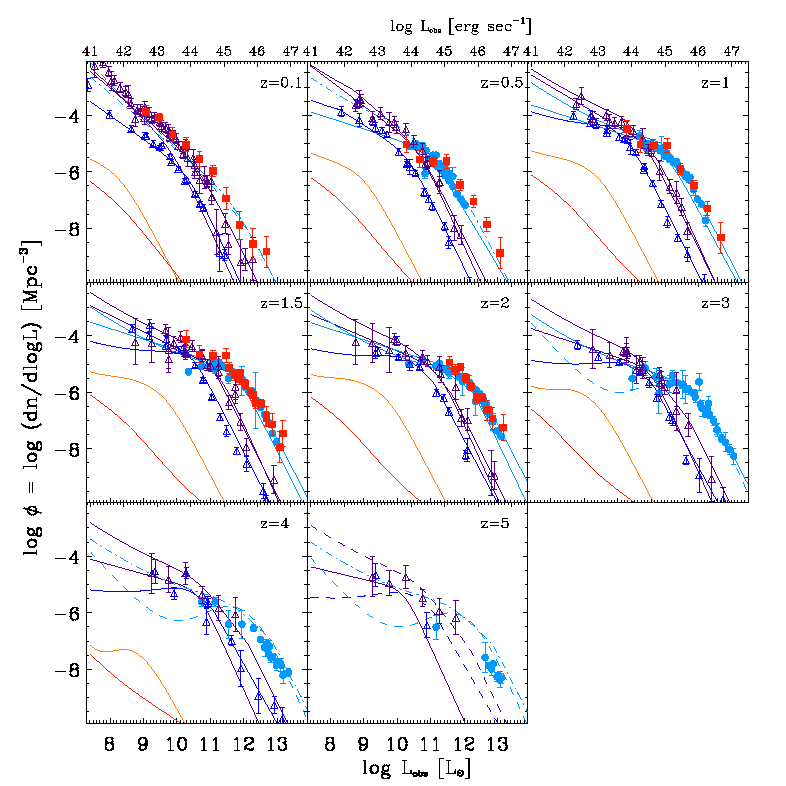 log L_obs [erg sec⁻¹]
41 42 43 44 45 46 47 41 42 43 44 45 46 47 41 42 43 44 45 46 47
z=0.1 z=0.5 z=1
−4
−6
−8
z=1.5 z=2 z=3
−4
−6
−8
z=4 z=5
−4
−6
−8
log ϕ = log (dn/dlogL) [Mpc⁻³]
8 9 10 11 12 13 8 9 10 11 12 13
log L_obs [L_⊙]